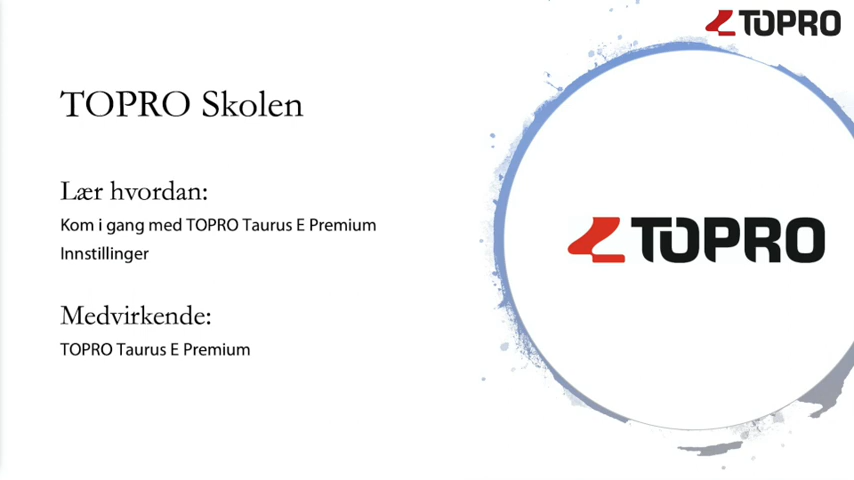 TOPRO
TOPRO Skolen
Lær hvordan:
Kom i gang med TOPRO Taurus E Premium
Innstillinger
TOPRO
Medvirkende:
TOPRO Taurus E Premium